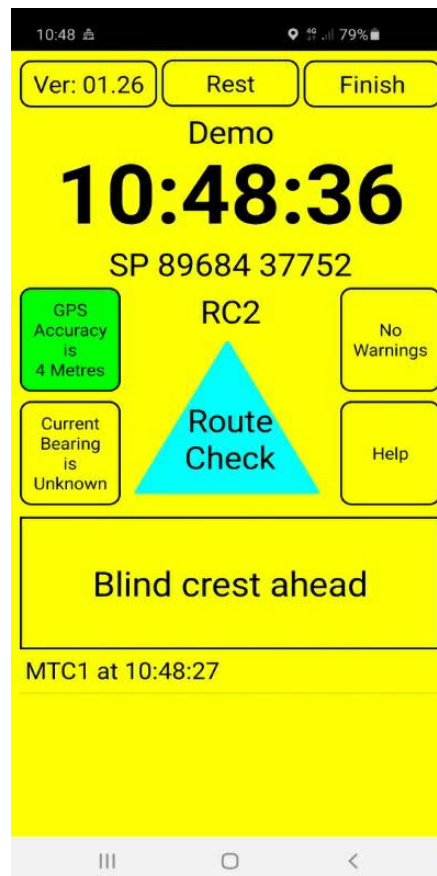 10:48
4G
79%
Ver: 01.26
Rest
Finish
Demo
10:48:36
SP 89684 37752
GPS
Accuracy
is
4 Metres
RC2
No
Warnings
Current
Bearing
is
Unknown
Route
Check
Help
Blind crest ahead
MTC1 at 10:48:27